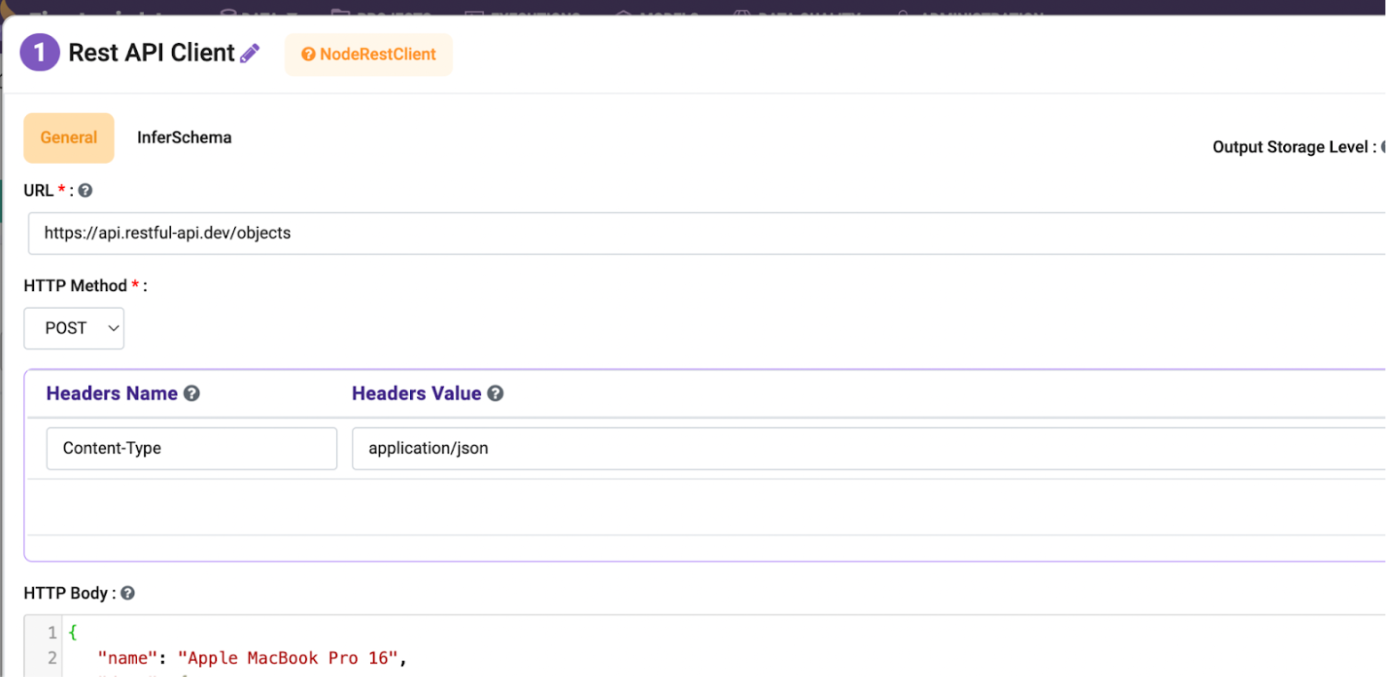 1 Rest API Client NodeRestClient
General InferSchema
Output Storage Level :
URL * :
https://api.restful-api.dev/objects
HTTP Method * :
POST
Headers Name Headers Value
Content-Type application/json
HTTP Body :
1 {
2 "name": "Apple MacBook Pro 16",